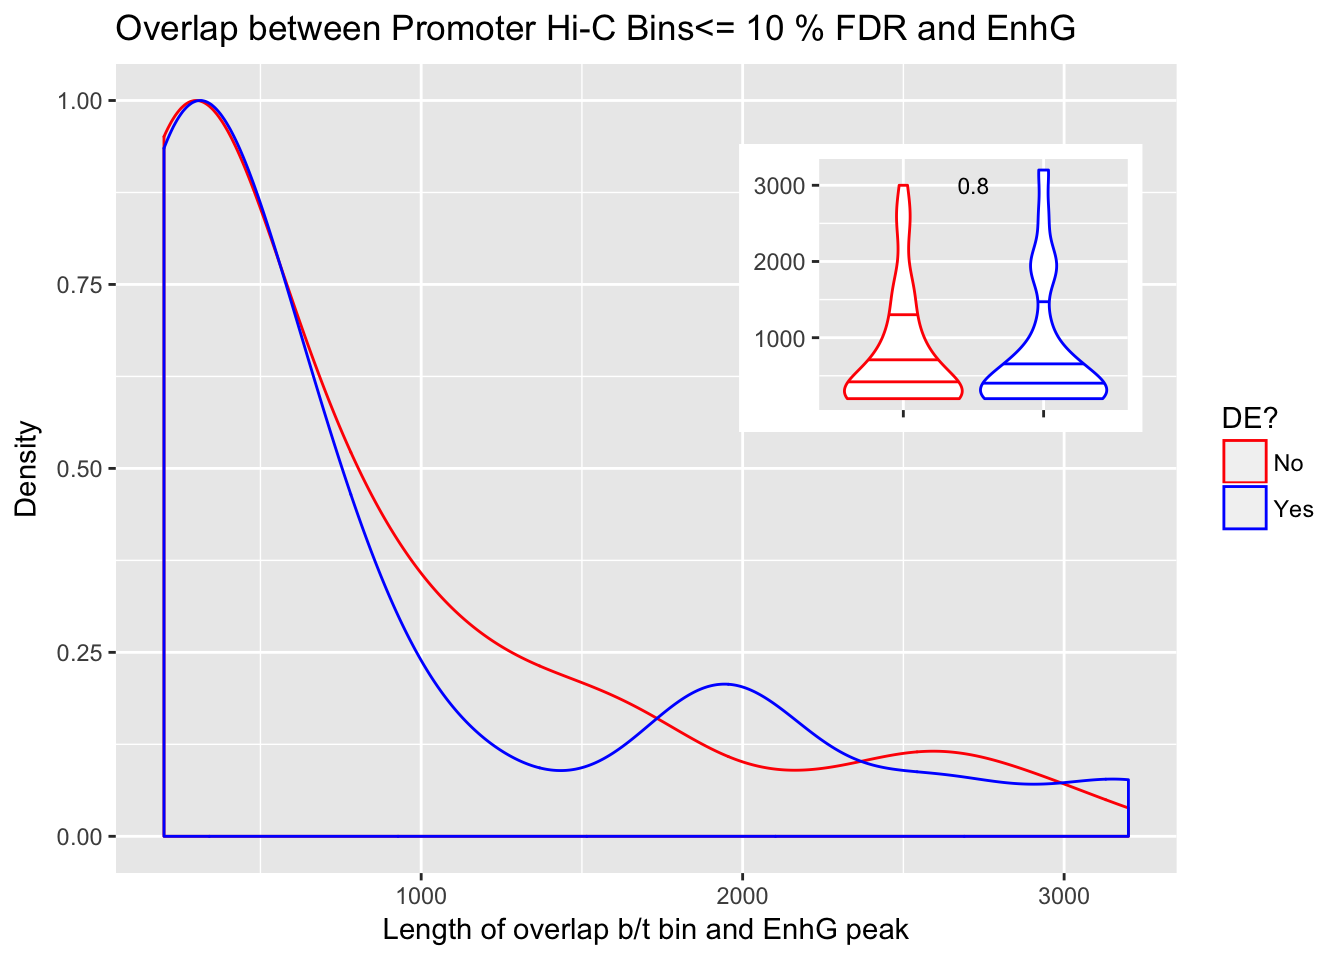 Overlap between Promoter Hi-C Bins<= 10 % FDR and EnhG
1.00
0.75
0.50
0.25
0.00
Density
1000
2000
3000
Length of overlap b/t bin and EnhG peak
3000
2000
1000
0.8
DE?
No
Yes